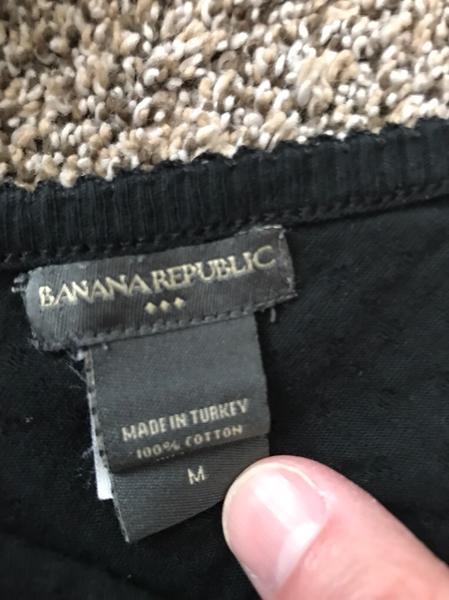 BANANA REPUBLIC
MADE IN TURKEY
100% COTTON
M